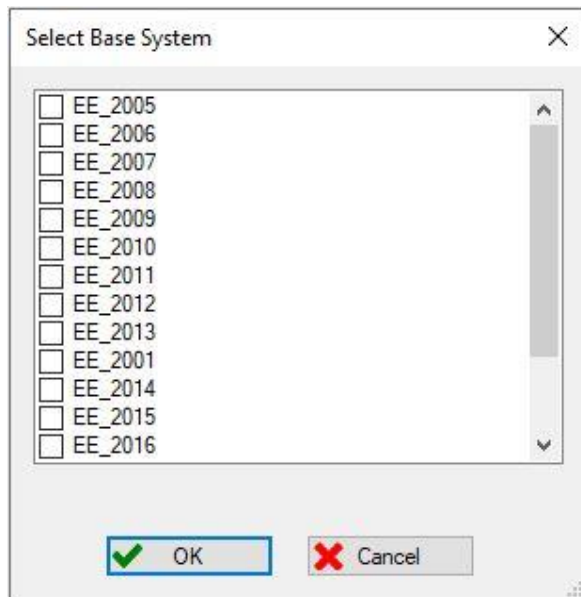 Select Base System
EE_2005
EE_2006
EE_2007
EE_2008
EE_2009
EE_2010
EE_2011
EE_2012
EE_2013
EE_2001
EE_2014
EE_2015
EE_2016
OK
Cancel